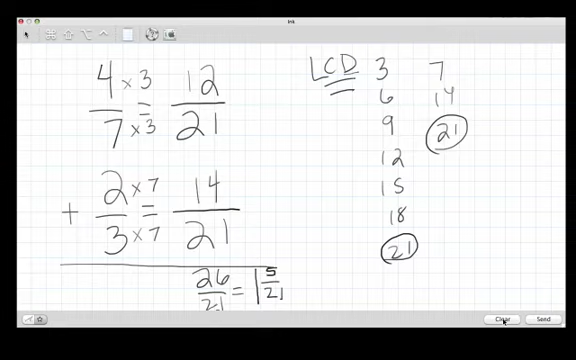 Ink
4 × 3 = 12
7 × 3 21
+ 2 × 7 = 14
3 × 7 21
26/21 = 1 5/21
LCD 3 7
6 14
9 21
12
15
18
21
Clear Send